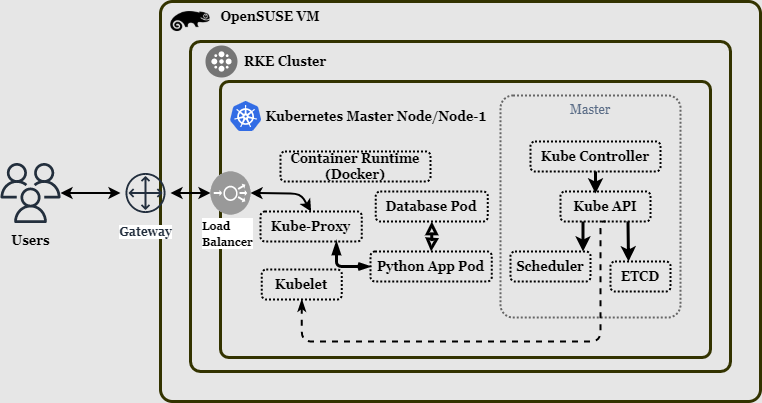 OpenSUSE VM
RKE Cluster
Kubernetes Master Node/Node-1
Master
Container Runtime
(Docker)
Kube Controller
Database Pod
Kube API
Kube-Proxy
Users
Gateway
Load
Balancer
Python App Pod
Scheduler
ETCD
Kubelet